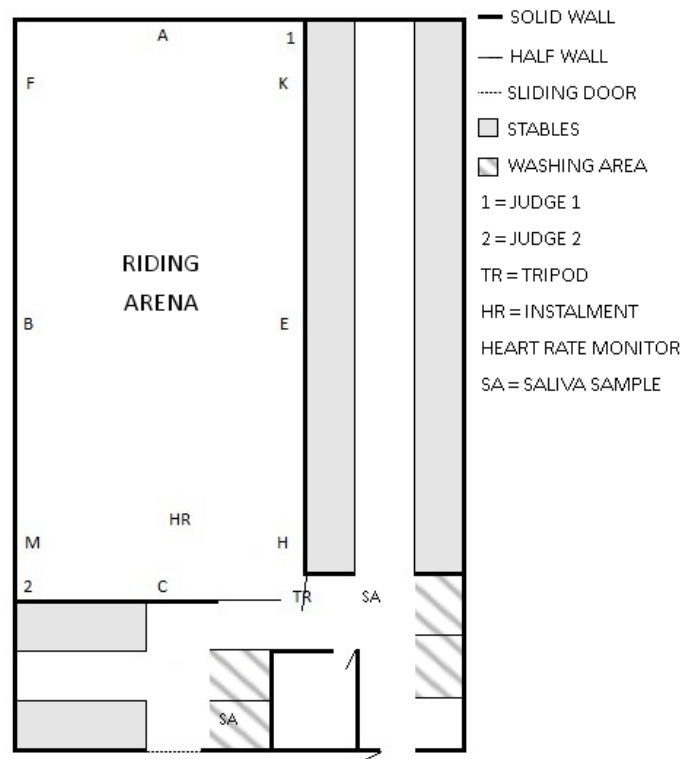 A
1
F
K
RIDING
ARENA
B
E
HR
M
H
2
C
TR
SA
SA
SOLID WALL
HALF WALL
SLIDING DOOR
STABLES
WASHING AREA
1 = JUDGE 1
2 = JUDGE 2
TR = TRIPOD
HR = INSTALMENT
HEART RATE MONITOR
SA = SALIVA SAMPLE